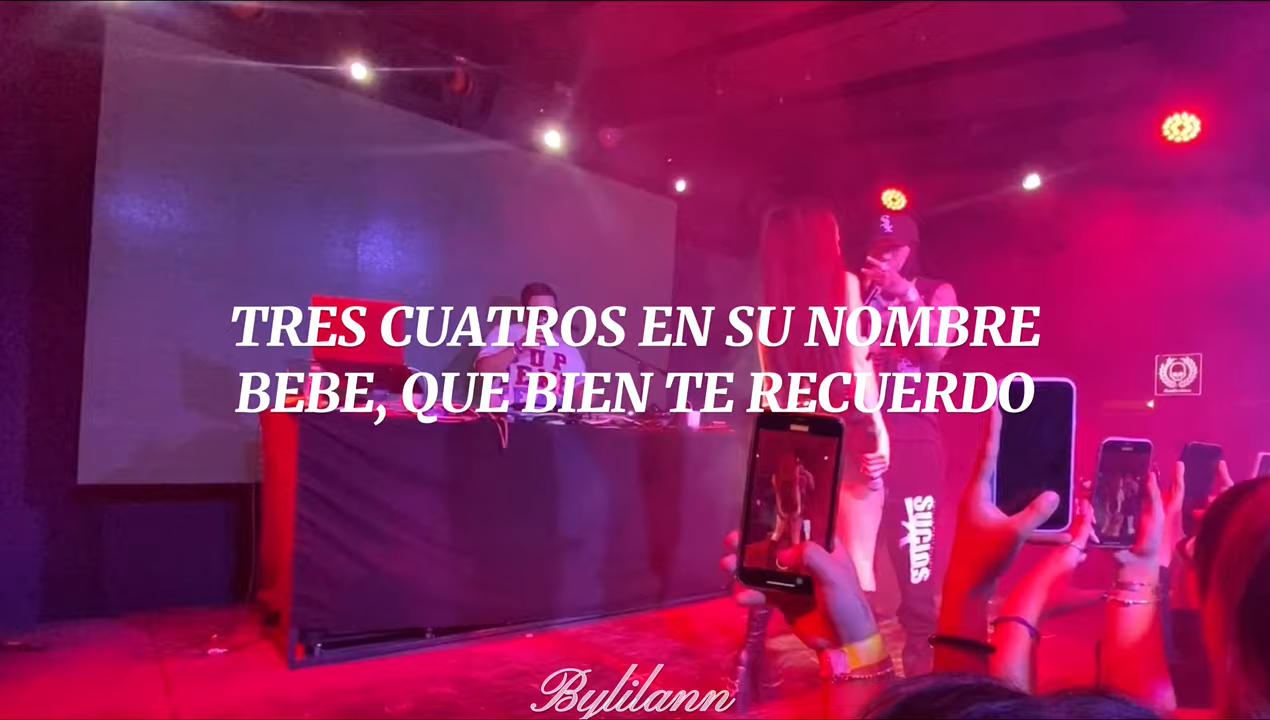 TRES CUATROS EN SU NOMBRE
BEBE, QUE BIEN TE RECUERDO
SUCIOS
Bylilann